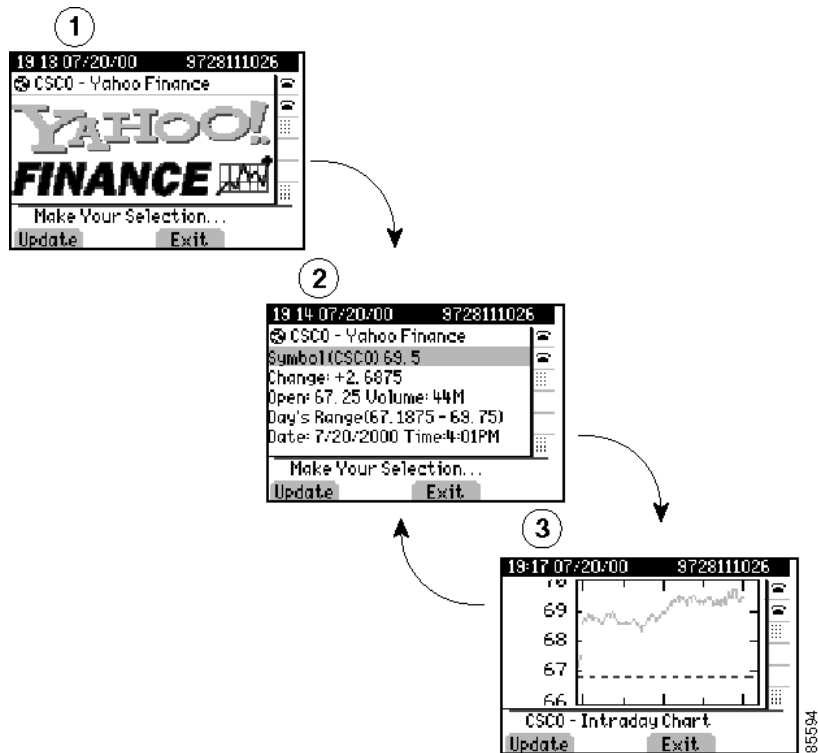 1
19 13 07/20/00 9728111026
CSCO - Yahoo Finance
YAHOO!
FINANCE
Make Your Selection...
Update Exit
2
19 14 07/20/00 9728111026
CSCO - Yahoo Finance
Symbol (CSCO) 69.5
Change: +2.6875
Open: 67.25 Volume: 44M
Day's Range(67.1875 - 69.75)
Date: 7/20/2000 Time:4:01PM
Make Your Selection...
Update Exit
3
19:17 07/20/00 9728111026
70
69
68
67
66
CSCO - Intraday Chart
Update Exit
85594